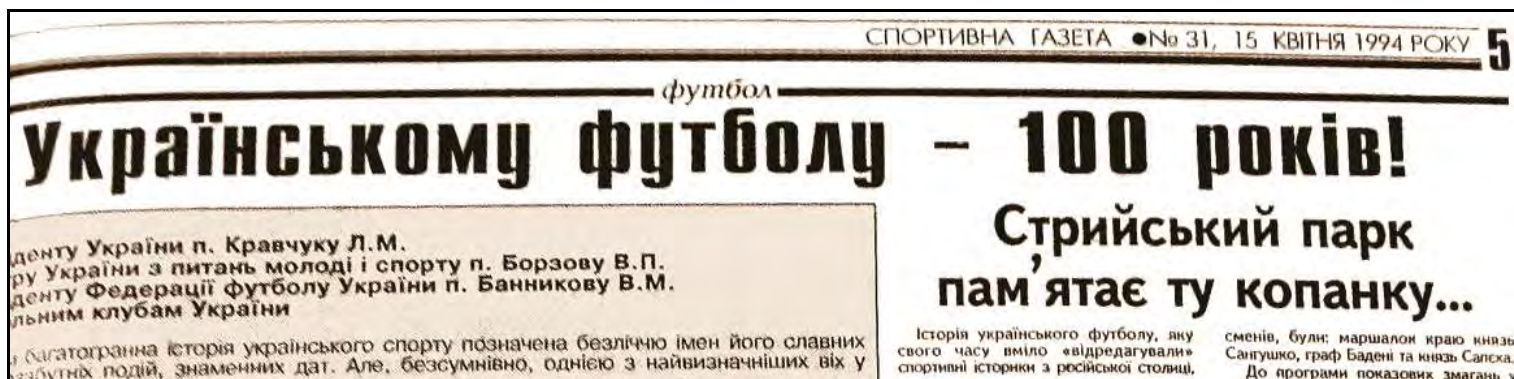 СПОРТИВНА ГАЗЕТА ●№ 31, 15 КВІТНЯ 1994 РОКУ 5
футбол
Українському футболу – 100 років!
денту України п. Кравчуку Л.М.
ру України з питань молоді і спорту п. Борзову В.П.
денту Федерації футболу України п. Банникову В.М.
льним клубам України
багатогранна історія українського спорту позначена безліччю імен його славних
подій, знаменних дат. Але, безсумнівно, однією з найвизначніших віх у
Стрийський парк
пам'ятає ту копанку...
Історія українського футболу, яку
свого часу вміло «відредагували»
спортивні історики з російської столиці,
сменів, були: маршалок краю князь
Сангушко, граф Бадені та князь Сапєха.
До програми показових змагань у